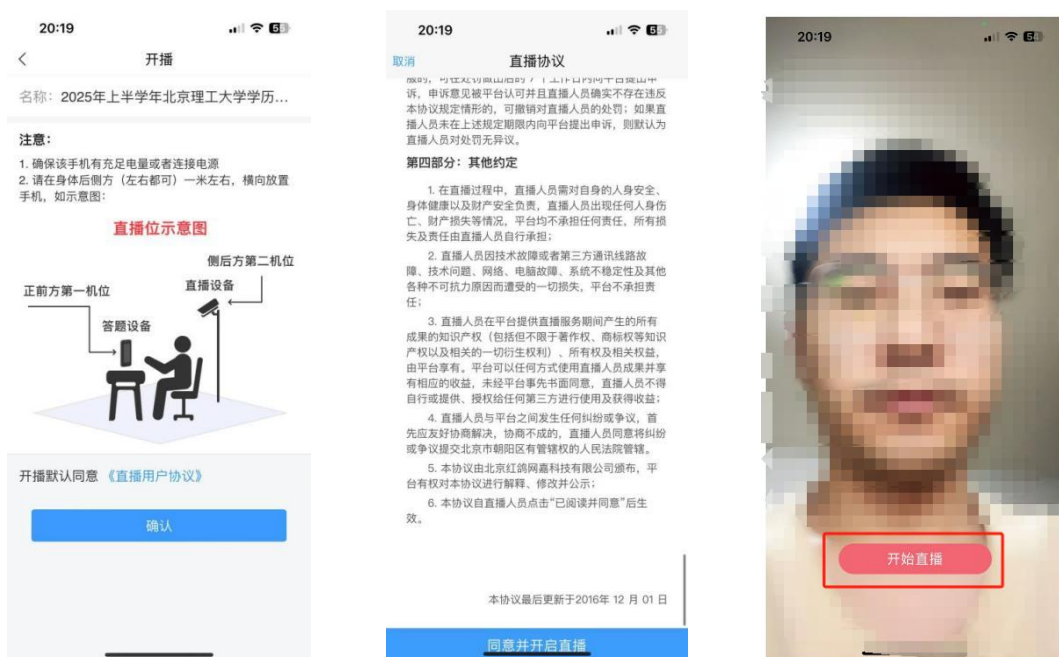 20:19
开播
名称：2025年上半学年北京理工大学学历...
注意：
1. 确保该手机有充足电量或者连接电源
2. 请在身体后侧方（左右都可）一米左右，横向放置
手机，如示意图：
直播位示意图
侧后方第二机位
正前方第一机位
直播设备
答题设备
开播默认同意《直播用户协议》
确认
20:19
取消
直播协议
诉，申诉意见被平台认可并且直播人员确实不存在违反
本协议规定情形的，可撤销对直播人员的处罚；如果直
播人员未在上述规定期限内向平台提出申诉，则默认为
直播人员对处罚无异议。
第四部分：其他约定
1. 在直播过程中，直播人员需对自身的人身安全、
身体健康以及财产安全负责，直播人员出现任何人身伤
亡、财产损失等情况，平台均不承担任何责任，所有损
失及责任由直播人员自行承担；
2. 直播人员因技术故障或者第三方通讯线路故
障、技术问题、网络、电脑故障、系统不稳定性及其他
各种不可抗力原因而遭受的一切损失，平台不承担责
任；
3. 直播人员在平台提供直播服务期间产生的所有
成果的知识产权（包括但不限于著作权、商标权等知识
产权以及相关的一切衍生权利）、所有权及相关权益，
由平台享有。平台可以任何方式使用直播人员成果并享
有相应的收益，未经平台事先书面同意，直播人员不得
自行或提供、授权给任何第三方进行使用及获得收益；
4. 直播人员与平台之间发生任何纠纷或争议，首
先应友好协商解决，协商不成的，直播人员同意将纠纷
或争议提交北京市朝阳区有管辖权的人民法院管辖。
5. 本协议由北京红鸽网嘉科技有限公司颁布，平
台有权对本协议进行解释、修改并公示；
6. 本协议自直播人员点击“已阅读并同意”后生
效。
本协议最后更新于2016年 12 月 01 日
同意并开启直播
20:19
开始直播